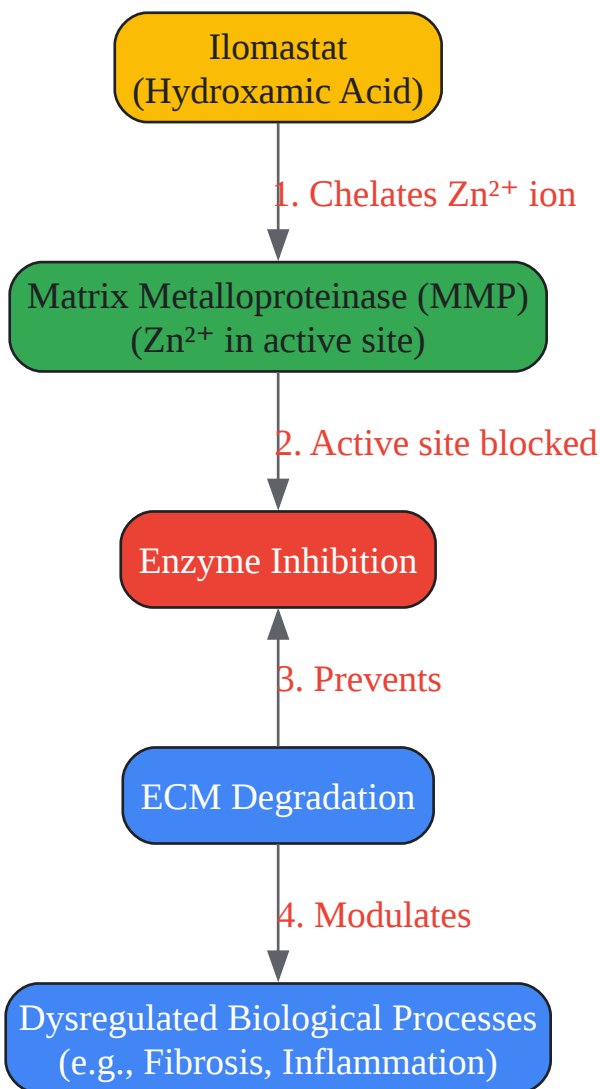 Ilomastat
(Hydroxamic Acid)
1. Chelates Zn²⁺ ion
Matrix Metalloproteinase (MMP)
(Zn²⁺ in active site)
2. Active site blocked
Enzyme Inhibition
3. Prevents
ECM Degradation
4. Modulates
Dysregulated Biological Processes
(e.g., Fibrosis, Inflammation)